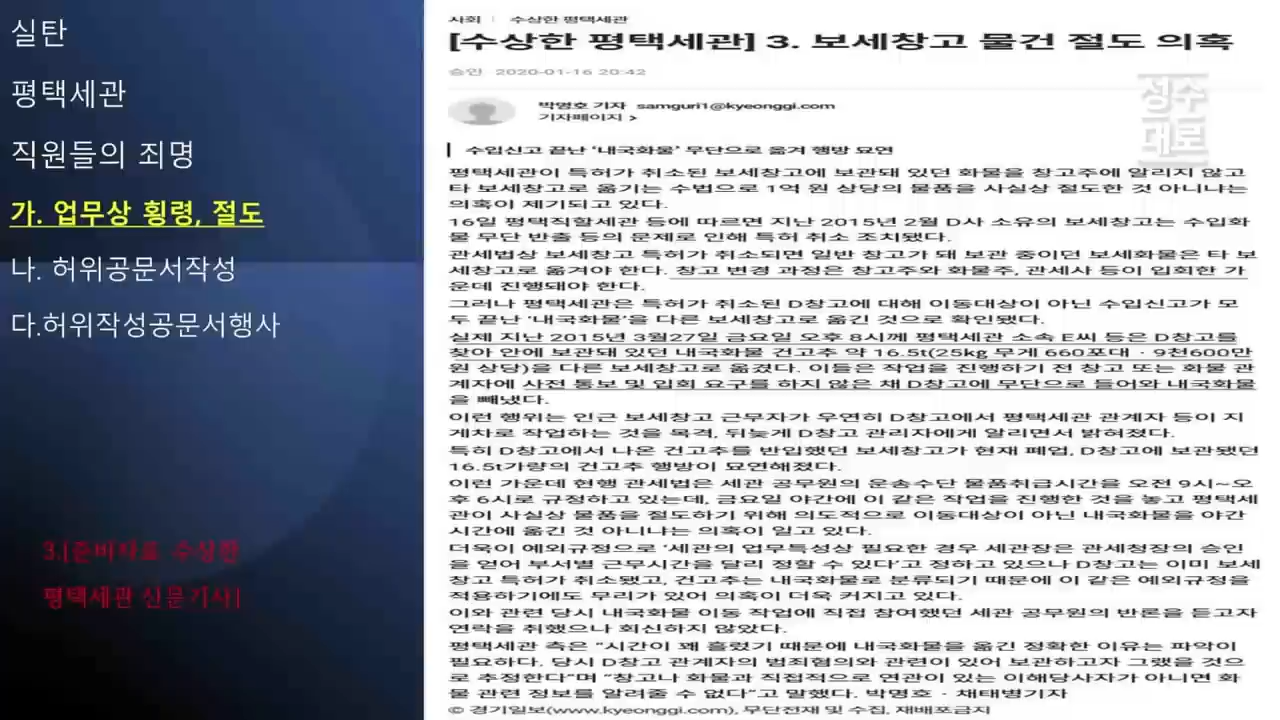 실탄
평택세관
직원들의 죄명
가. 업무상 횡령, 절도
나. 허위공문서작성
다.허위작성공문서행사
3.[준비자료 수상한
평택세관 신문기사]
사회 | 수상한 평택세관
[수상한 평택세관] 3. 보세창고 물건 절도 의혹
승인 2020-01-16 20:42
박명호 기자 samguri1@kyeonggi.com
기자페이지 >
성수
대로
수입신고 끝난 ‘내국화물’ 무단으로 옮겨 행방 묘연
평택세관이 특허가 취소된 보세창고에 보관돼 있던 화물을 창고주에 알리지 않고
타 보세창고로 옮기는 수법으로 1억 원 상당의 물품을 사실상 절도한 것 아니냐는
의혹이 제기되고 있다.
16일 평택직할세관 등에 따르면 지난 2015년 2월 D사 소유의 보세창고는 수입화
물 무단 반출 등의 문제로 인해 특허 취소 조치됐다.
관세법상 보세창고 특허가 취소되면 일반 창고가 돼 보관 중이던 보세화물은 타 보
세창고로 옮겨야 한다. 창고 변경 과정은 창고주와 화물주, 관세사 등이 입회한 가
운데 진행돼야 한다.
그러나 평택세관은 특허가 취소된 D창고에 대해 이동대상이 아닌 수입신고가 모
두 끝난 ‘내국화물’을 다른 보세창고로 옮긴 것으로 확인됐다.
실제 지난 2015년 3월27일 금요일 오후 8시께 평택세관 소속 E씨 등은 D창고를
찾아 안에 보관돼 있던 내국화물 건고추 약 16.5t(25kg 무게 660포대 · 9천600만
원 상당)을 다른 보세창고로 옮겼다. 이들은 작업을 진행하기 전 창고 또는 화물 관
계자에 사전 통보 및 입회 요구를 하지 않은 채 D창고에 무단으로 들어와 내국화물
을 빼냈다.
이런 행위는 인근 보세창고 근무자가 우연히 D창고에서 평택세관 관계자 등이 지
게차로 작업하는 것을 목격, 뒤늦게 D창고 관리자에게 알리면서 밝혀졌다.
특히 D창고에서 나온 건고추를 반입했던 보세창고가 현재 폐업, D창고에 보관됐던
16.5t가량의 건고추 행방이 묘연해졌다.
이런 가운데 현행 관세법은 세관 공무원의 운송수단 물품취급시간을 오전 9시~오
후 6시로 규정하고 있는데, 금요일 야간에 이 같은 작업을 진행한 것을 놓고 평택세
관이 사실상 물품을 절도하기 위해 의도적으로 이동대상이 아닌 내국화물을 야간
시간에 옮긴 것 아니냐는 의혹이 일고 있다.
더욱이 예외규정으로 ‘세관의 업무특성상 필요한 경우 세관장은 관세청장의 승인
을 얻어 부서별 근무시간을 달리 정할 수 있다’고 정하고 있으나 D창고는 이미 보세
창고 특허가 취소됐고, 건고추는 내국화물로 분류되기 때문에 이 같은 예외규정을
적용하기에도 무리가 있어 의혹이 더욱 커지고 있다.
이와 관련 당시 내국화물 이동 작업에 직접 참여했던 세관 공무원의 반론을 듣고자
연락을 취했으나 회신하지 않았다.
평택세관 측은 “시간이 꽤 흘렀기 때문에 내국화물을 옮긴 정확한 이유는 파악이
필요하다. 당시 D창고 관계자의 범죄혐의와 관련이 있어 보관하고자 그랬을 것으
로 추정한다”며 “창고나 화물과 직접적으로 연관이 있는 이해당사자가 아니면 화
물 관련 정보를 알려줄 수 없다”고 말했다. 박명호 · 채태병기자
© 경기일보(www.kyeonggi.com), 무단전재 및 수집, 재배포금지